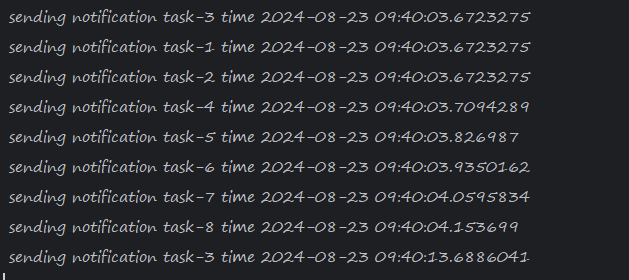 sending notification task-3 time 2024-08-23 09:40:03.6723275
sending notification task-1 time 2024-08-23 09:40:03.6723275
sending notification task-2 time 2024-08-23 09:40:03.6723275
sending notification task-4 time 2024-08-23 09:40:03.7094289
sending notification task-5 time 2024-08-23 09:40:03.826987
sending notification task-6 time 2024-08-23 09:40:03.9350162
sending notification task-7 time 2024-08-23 09:40:04.0595834
sending notification task-8 time 2024-08-23 09:40:04.153699
sending notification task-3 time 2024-08-23 09:40:13.6886041